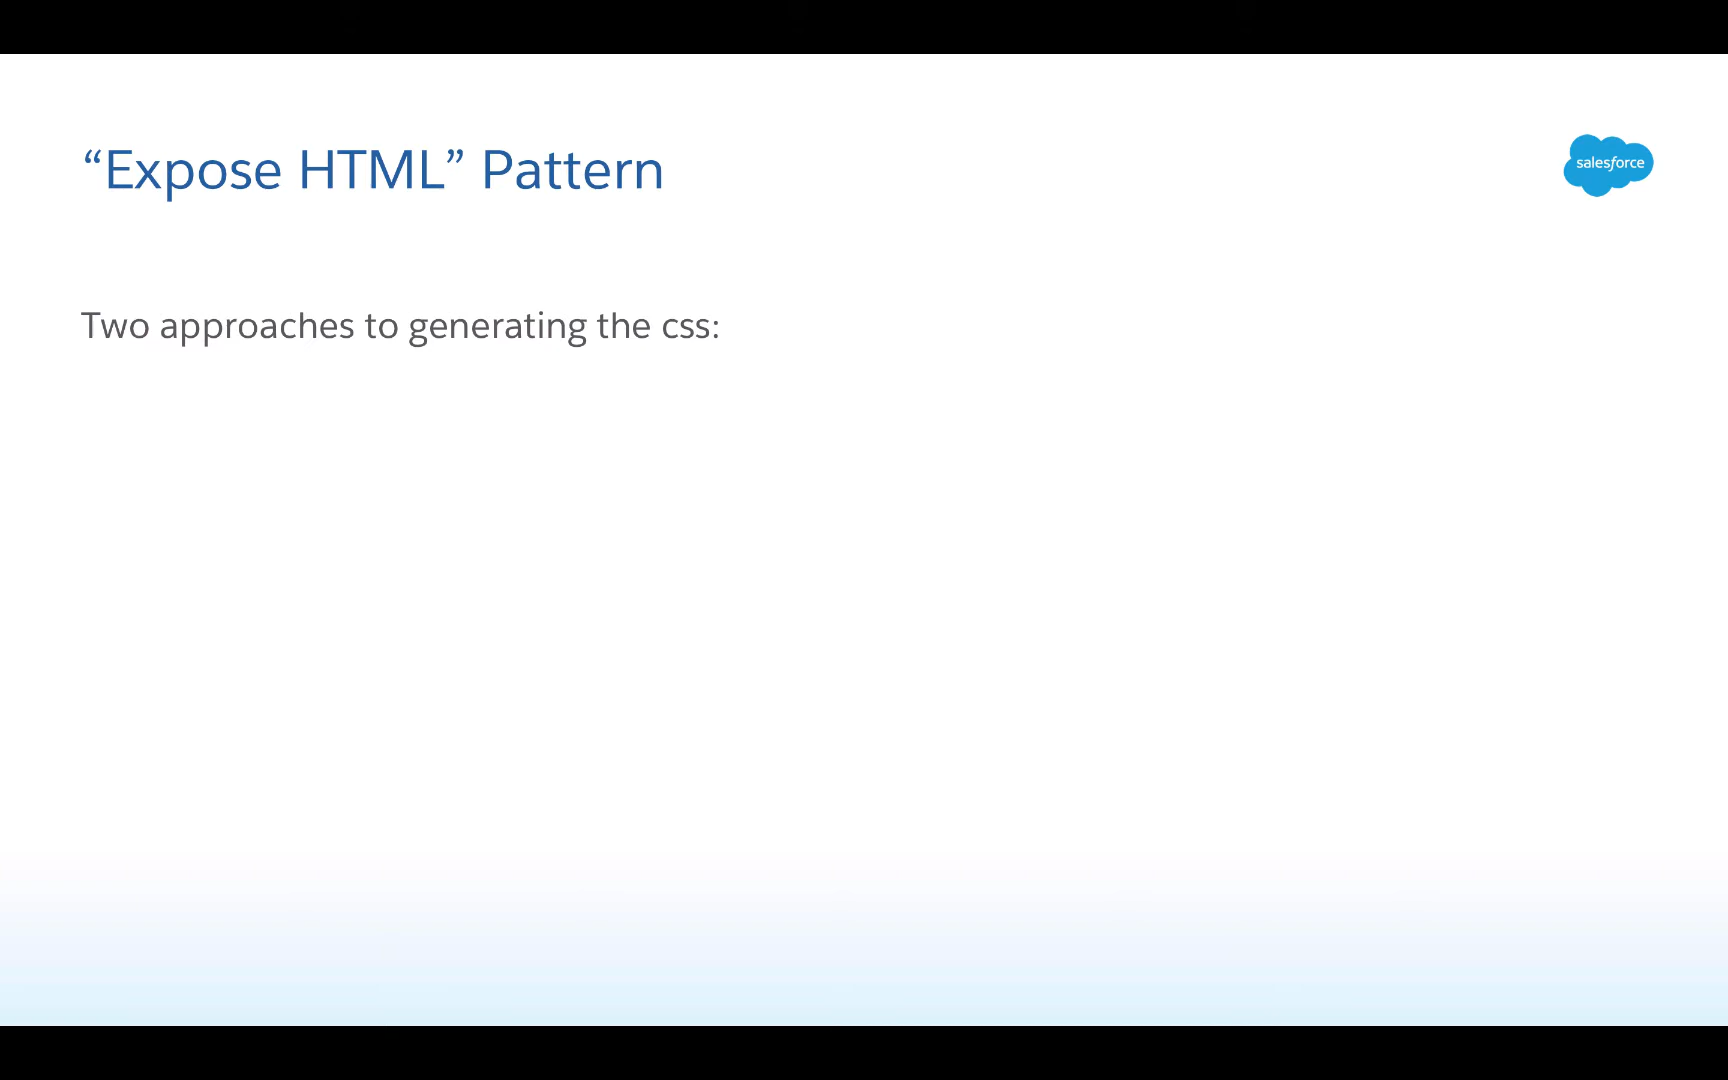 “Expose HTML” Pattern
salesforce
Two approaches to generating the css: